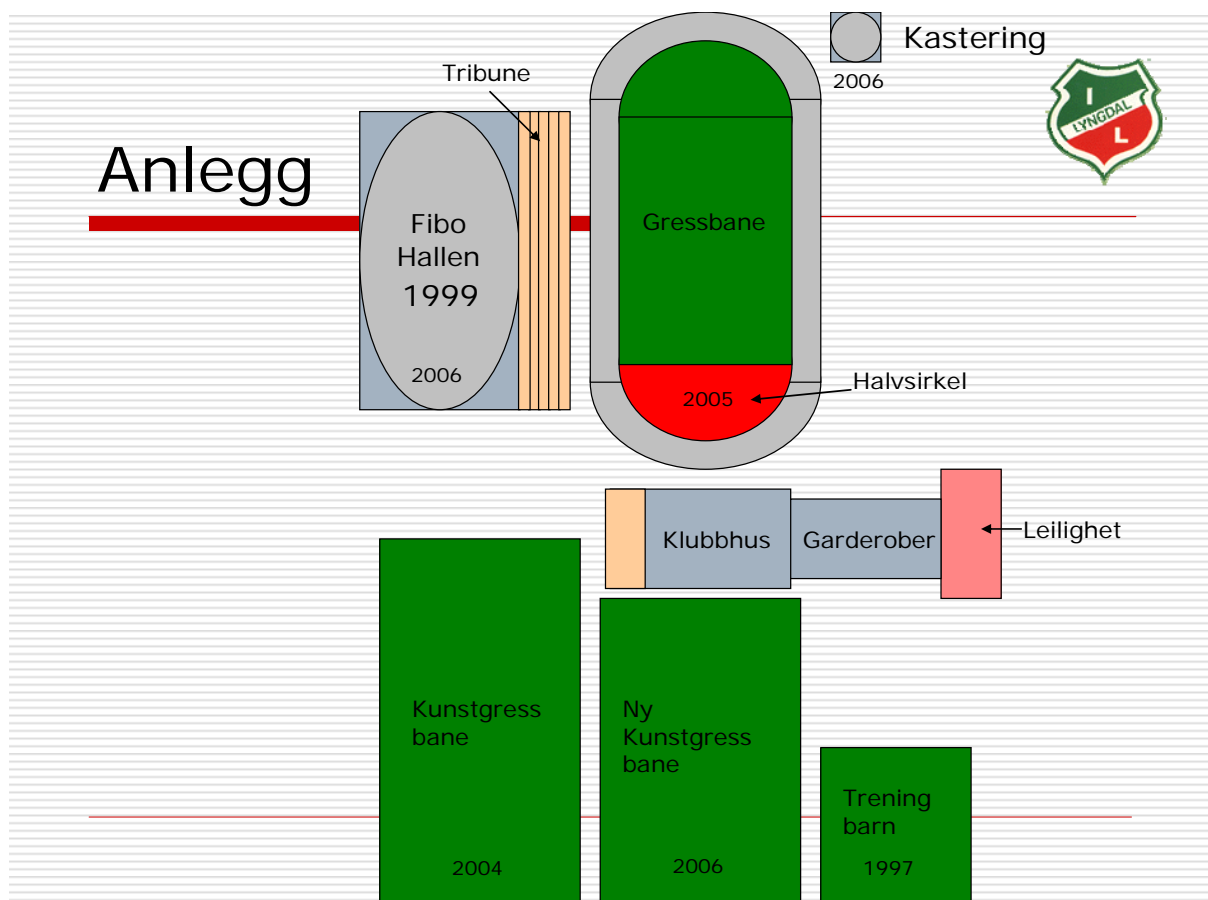 Anlegg
Tribune
Fibo
Hallen
1999
2006
Gressbane
2005
Kastering
2006
I
LYNGDAL
L
Halvsirkel
Klubbhus
Garderober
Leilighet
Kunstgress
bane
2004
Ny
Kunstgress
bane
2006
Trening
barn
1997